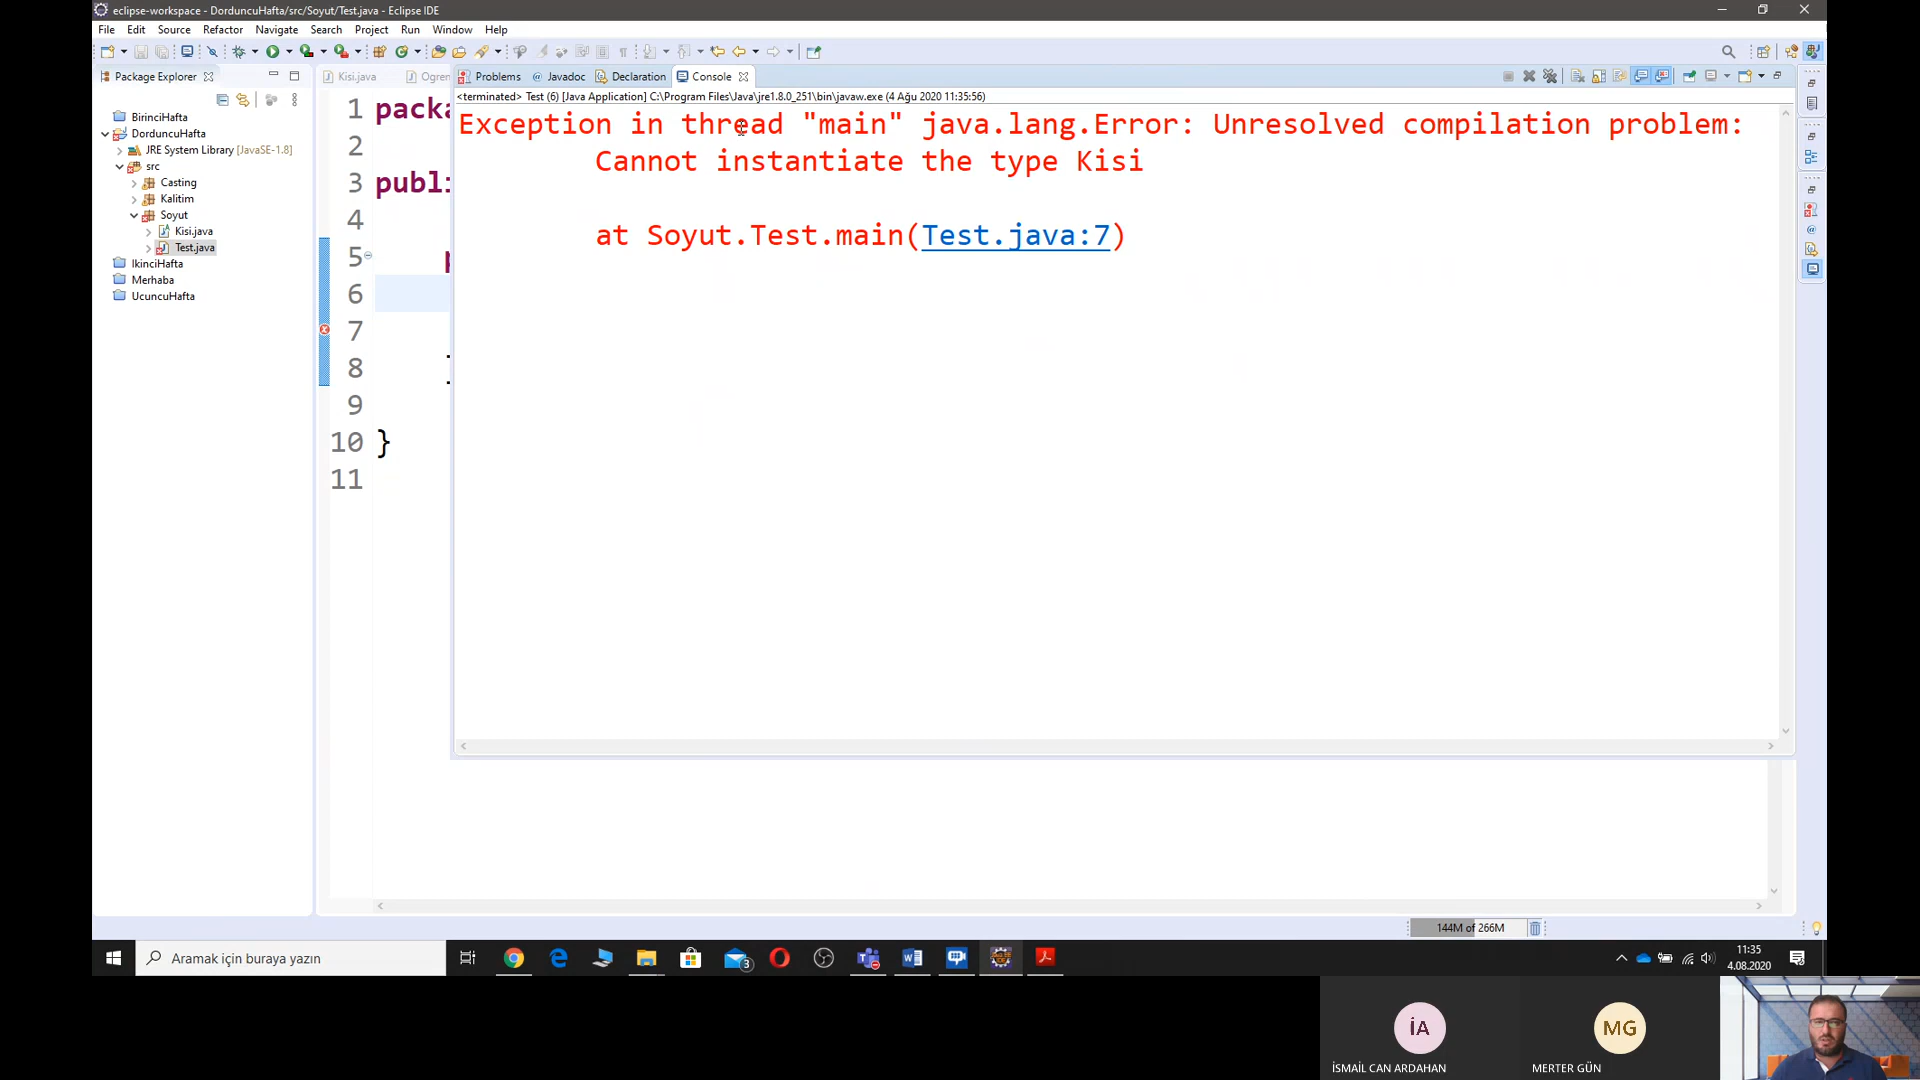 eclipse-workspace - DorduncuHafta/src/Soyut/Test.java - Eclipse IDE
File Edit Source Refactor Navigate Search Project Run Window Help
Package Explorer
BirinciHafta
DorduncuHafta
JRE System Library [JavaSE-1.8]
src
Casting
Kalitim
Soyut
Kisi.java
Test.java
IkinciHafta
Merhaba
UcuncuHafta
Kisi.java Ogren
1 packa
2
3 publi
4
5 p
6
7
8 }
9
10 }
11
Problems Javadoc Declaration Console
<terminated> Test (6) [Java Application] C:\Program Files\Java\jre1.8.0_251\bin\javaw.exe (4 Ağu 2020 11:35:56)
Exception in thread "main" java.lang.Error: Unresolved compilation problem:
Cannot instantiate the type Kisi
at Soyut.Test.main(Test.java:7)
144M of 266M
Aramak için buraya yazın
3
11:35
4.08.2020
İA
MG
İSMAİL CAN ARDAHAN
MERTER GÜN